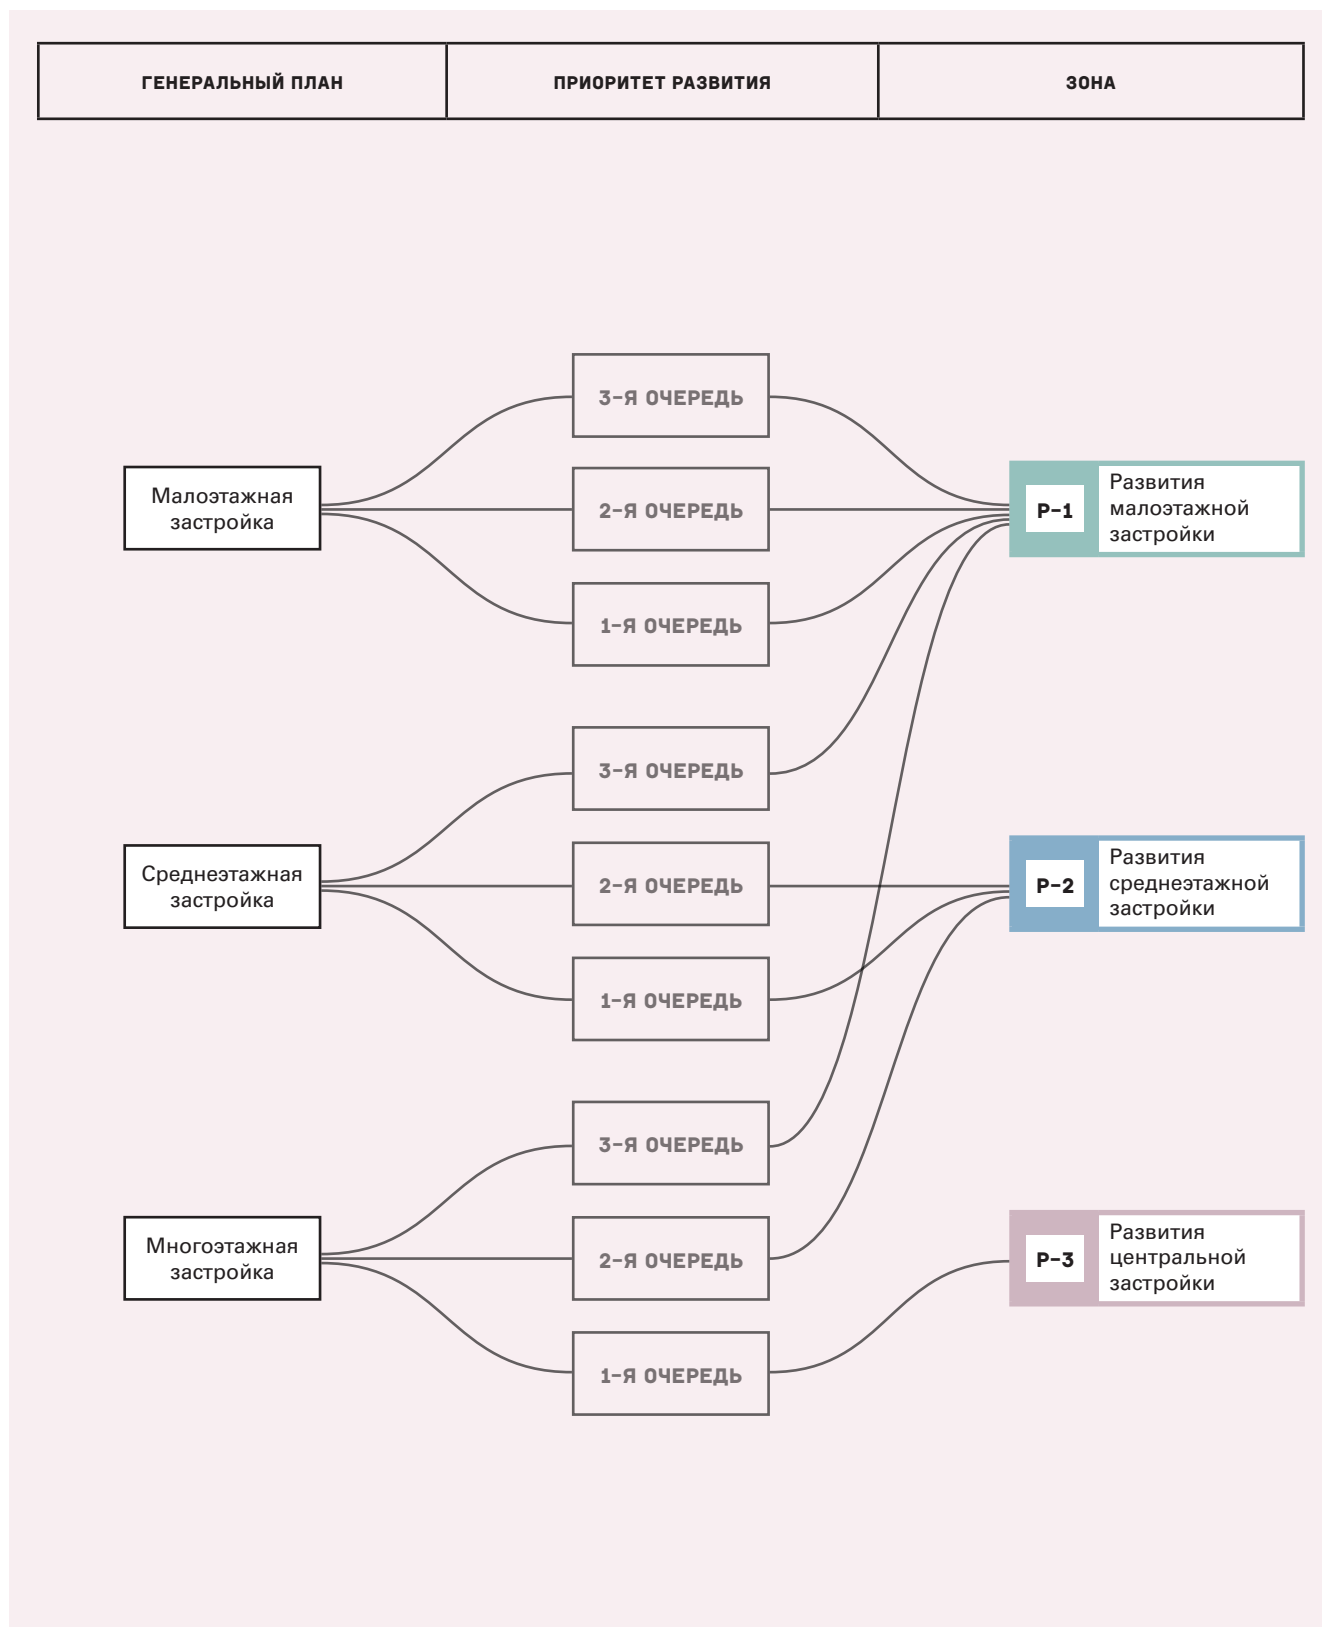 ГЕНЕРАЛЬНЫЙ ПЛАН
ПРИОРИТЕТ РАЗВИТИЯ
ЗОНА
3-Я ОЧЕРЕДЬ
Малоэтажная
застройка
2-Я ОЧЕРЕДЬ
Р-1
Развития
малоэтажной
застройки
1-Я ОЧЕРЕДЬ
3-Я ОЧЕРЕДЬ
Среднеэтажная
застройка
2-Я ОЧЕРЕДЬ
Р-2
Развития
среднеэтажной
застройки
1-Я ОЧЕРЕДЬ
3-Я ОЧЕРЕДЬ
Многоэтажная
застройка
2-Я ОЧЕРЕДЬ
Р-3
Развития
центральной
застройки
1-Я ОЧЕРЕДЬ